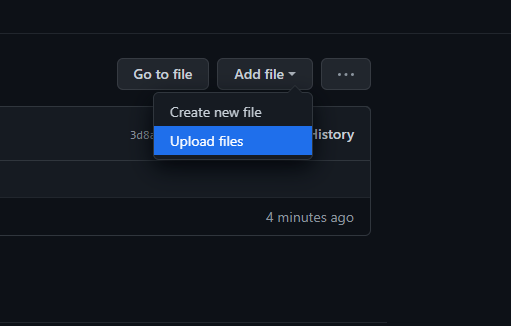 Go to file Add file ...
Create new file
3d8a History
Upload files
4 minutes ago